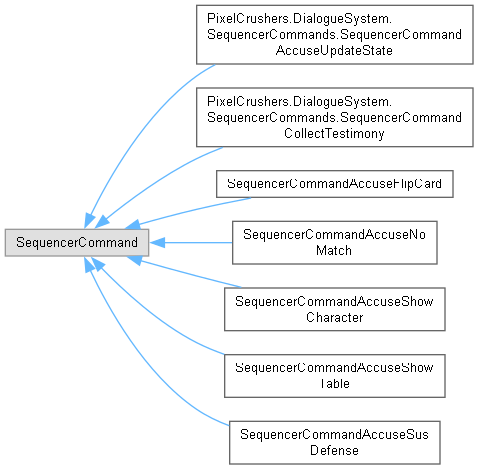 PixelCrushers.DialogueSystem.
SequencerCommands.SequencerCommand
AccuseUpdateState
PixelCrushers.DialogueSystem.
SequencerCommands.SequencerCommand
CollectTestimony
SequencerCommandAccuseFlipCard
SequencerCommand
SequencerCommandAccuseNo
Match
SequencerCommandAccuseShow
Character
SequencerCommandAccuseShow
Table
SequencerCommandAccuseSus
Defense